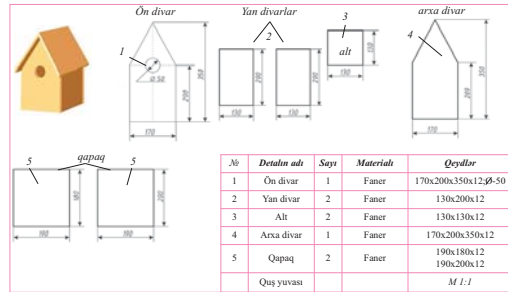 Ön divar
Yan divarlar
3
arxa divar
1
2
alt
4
Ø 50
200
350
170
200
130
200
130
130
130
200
350
170
5
qapaq
5
180
190
200
190
№ Detalın adı Sayı Materialı Qeydlər
1 Ön divar 1 Faner 170x200x350x12;Ø-50
2 Yan divar 2 Faner 130x200x12
3 Alt 2 Faner 130x130x12
4 Arxa divar 1 Faner 170x200x350x12
5 Qapaq 2 Faner 190x180x12
190x200x12
Quş yuvası M 1:1